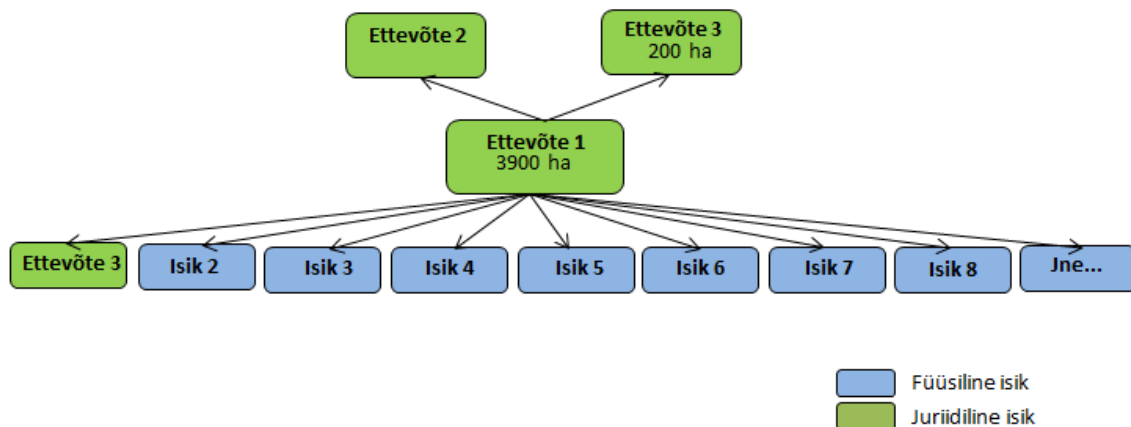 Ettevõte 2
Ettevõte 3
200 ha
Ettevõte 1
3900 ha
Ettevõte 3
Isik 2
Isik 3
Isik 4
Isik 5
Isik 6
Isik 7
Isik 8
Jne...
Füüsiline isik
Juriidiline isik